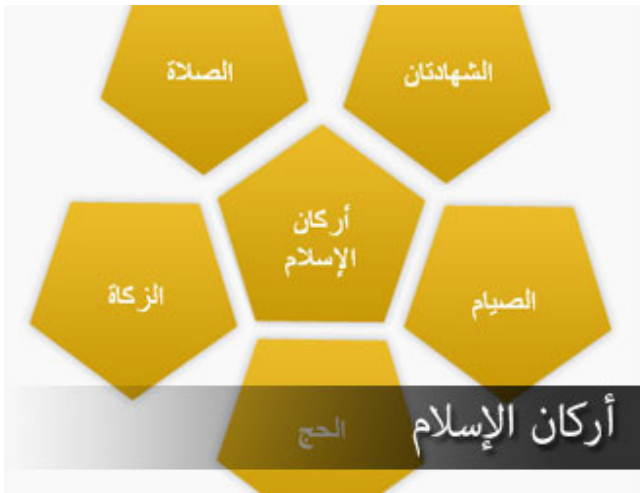 الشهادتان
الصلاة
أركان
الإسلام
الصيام
الزكاة
الحج
أركان الإسلام